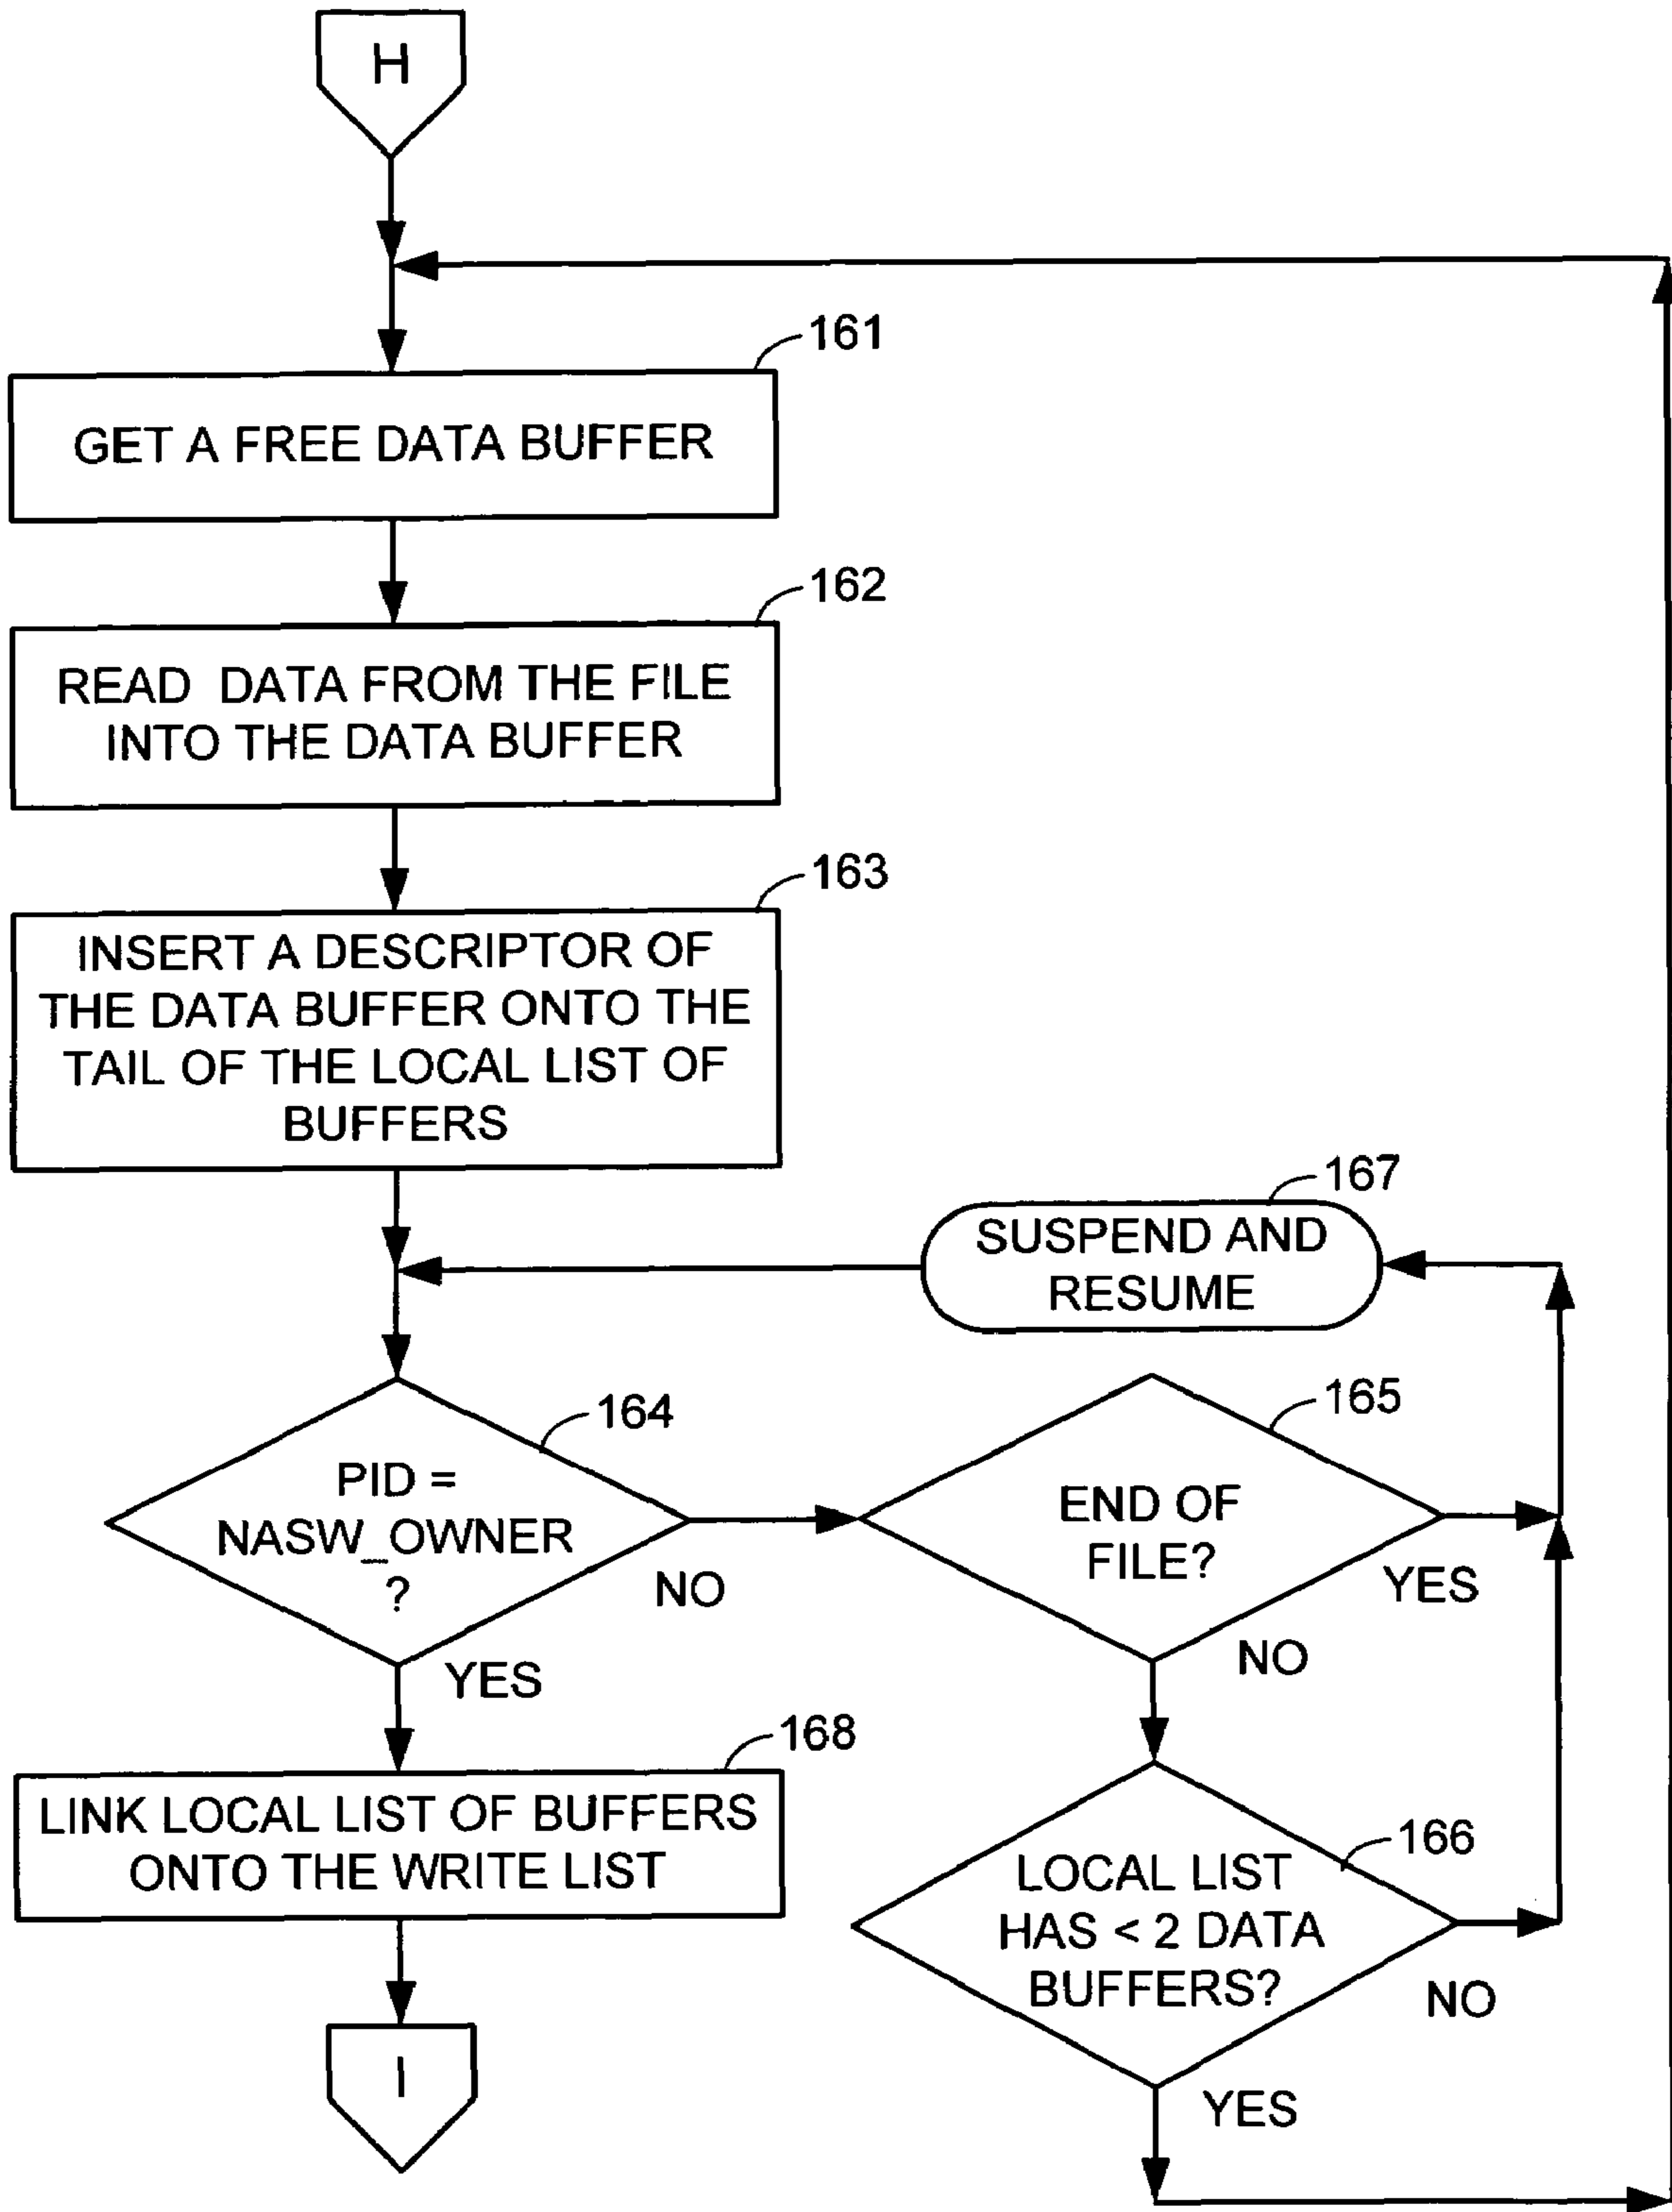 H
161
GET A FREE DATA BUFFER
162
READ DATA FROM THE FILE
INTO THE DATA BUFFER
163
INSERT A DESCRIPTOR OF
THE DATA BUFFER ONTO THE
TAIL OF THE LOCAL LIST OF
BUFFERS
167
SUSPEND AND
RESUME
164
PID =
NASW_OWNER
?
NO
YES
165
END OF
FILE?
YES
NO
168
LINK LOCAL LIST OF BUFFERS
ONTO THE WRITE LIST
166
LOCAL LIST
HAS < 2 DATA
BUFFERS?
NO
YES
I